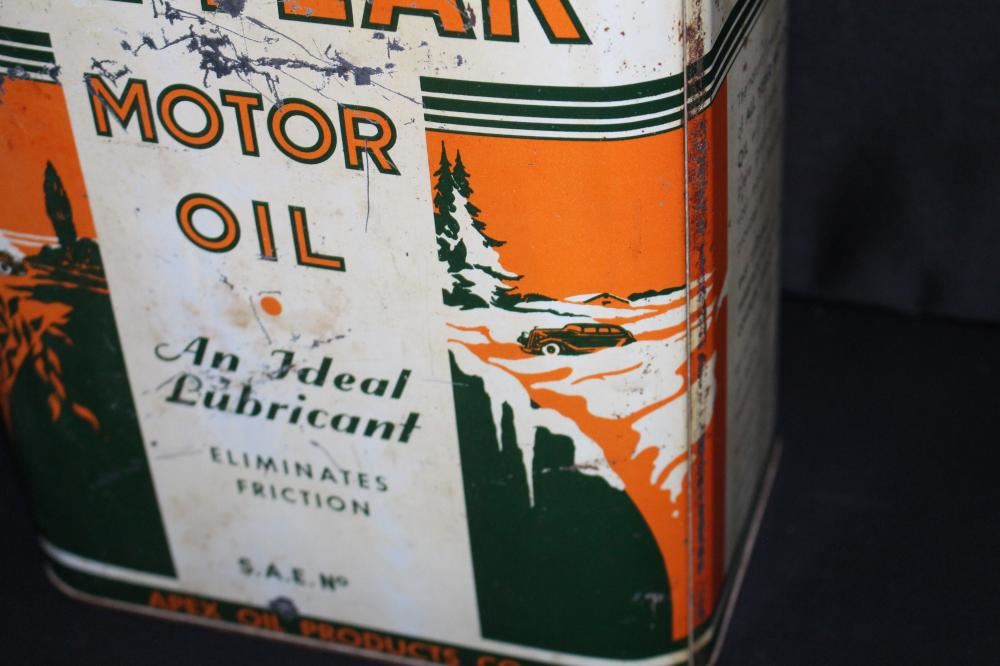 MOTOR
OIL
An Ideal
Lubricant
ELIMINATES
FRICTION
S.A.E. Nº
APEX OIL PRODUCTS CO